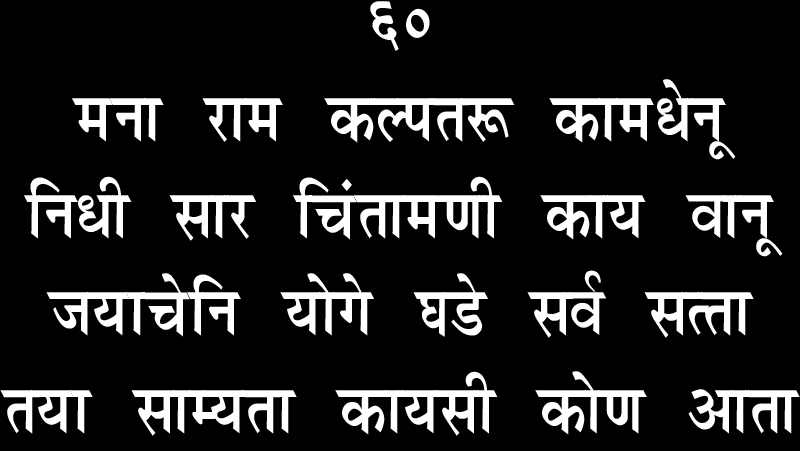 ६०
मना राम कल्पतरू कामधेनू
निधी सार चिंतामणी काय वानू
जयाचेनि योगे घडे सर्व सत्ता
तया साम्यता कायसी कोण आता